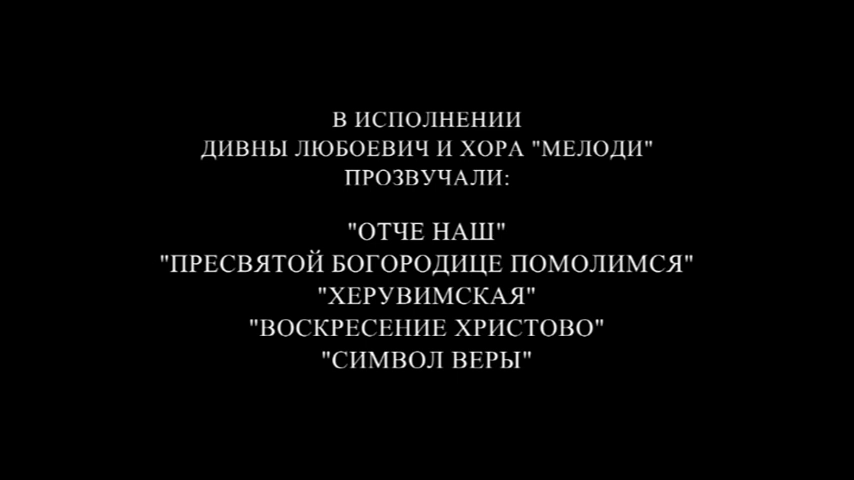 В ИСПОЛНЕНИИ
ДИВНЫ ЛЮБОЕВИЧ И ХОРА "МЕЛОДИ"
ПРОЗВУЧАЛИ:
"ОТЧЕ НАШ"
"ПРЕСВЯТОЙ БОГОРОДИЦЕ ПОМОЛИМСЯ"
"ХЕРУВИМСКАЯ"
"ВОСКРЕСЕНИЕ ХРИСТОВО"
"СИМВОЛ ВЕРЫ"